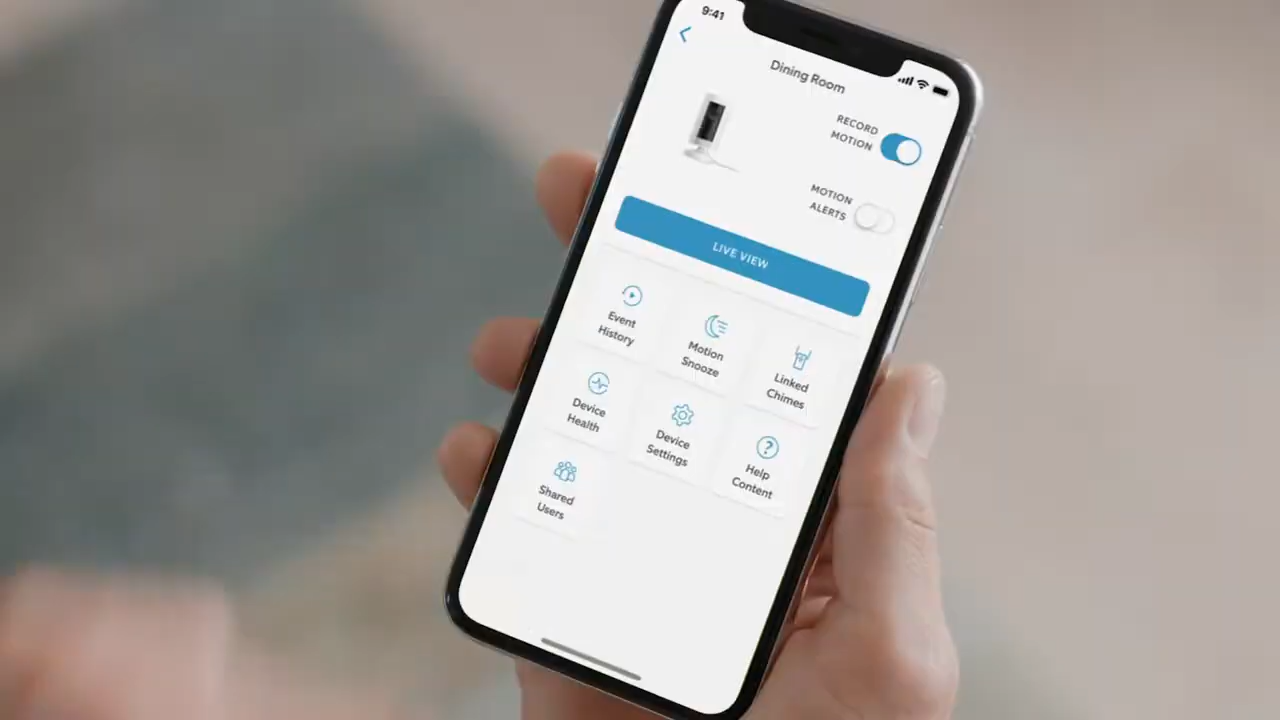 9:41
Dining Room
RECORD
MOTION
MOTION
ALERTS
LIVE VIEW
Event
History
Motion
Snooze
Linked
Chimes
Device
Health
Device
Settings
?
Help
Content
Shared
Users